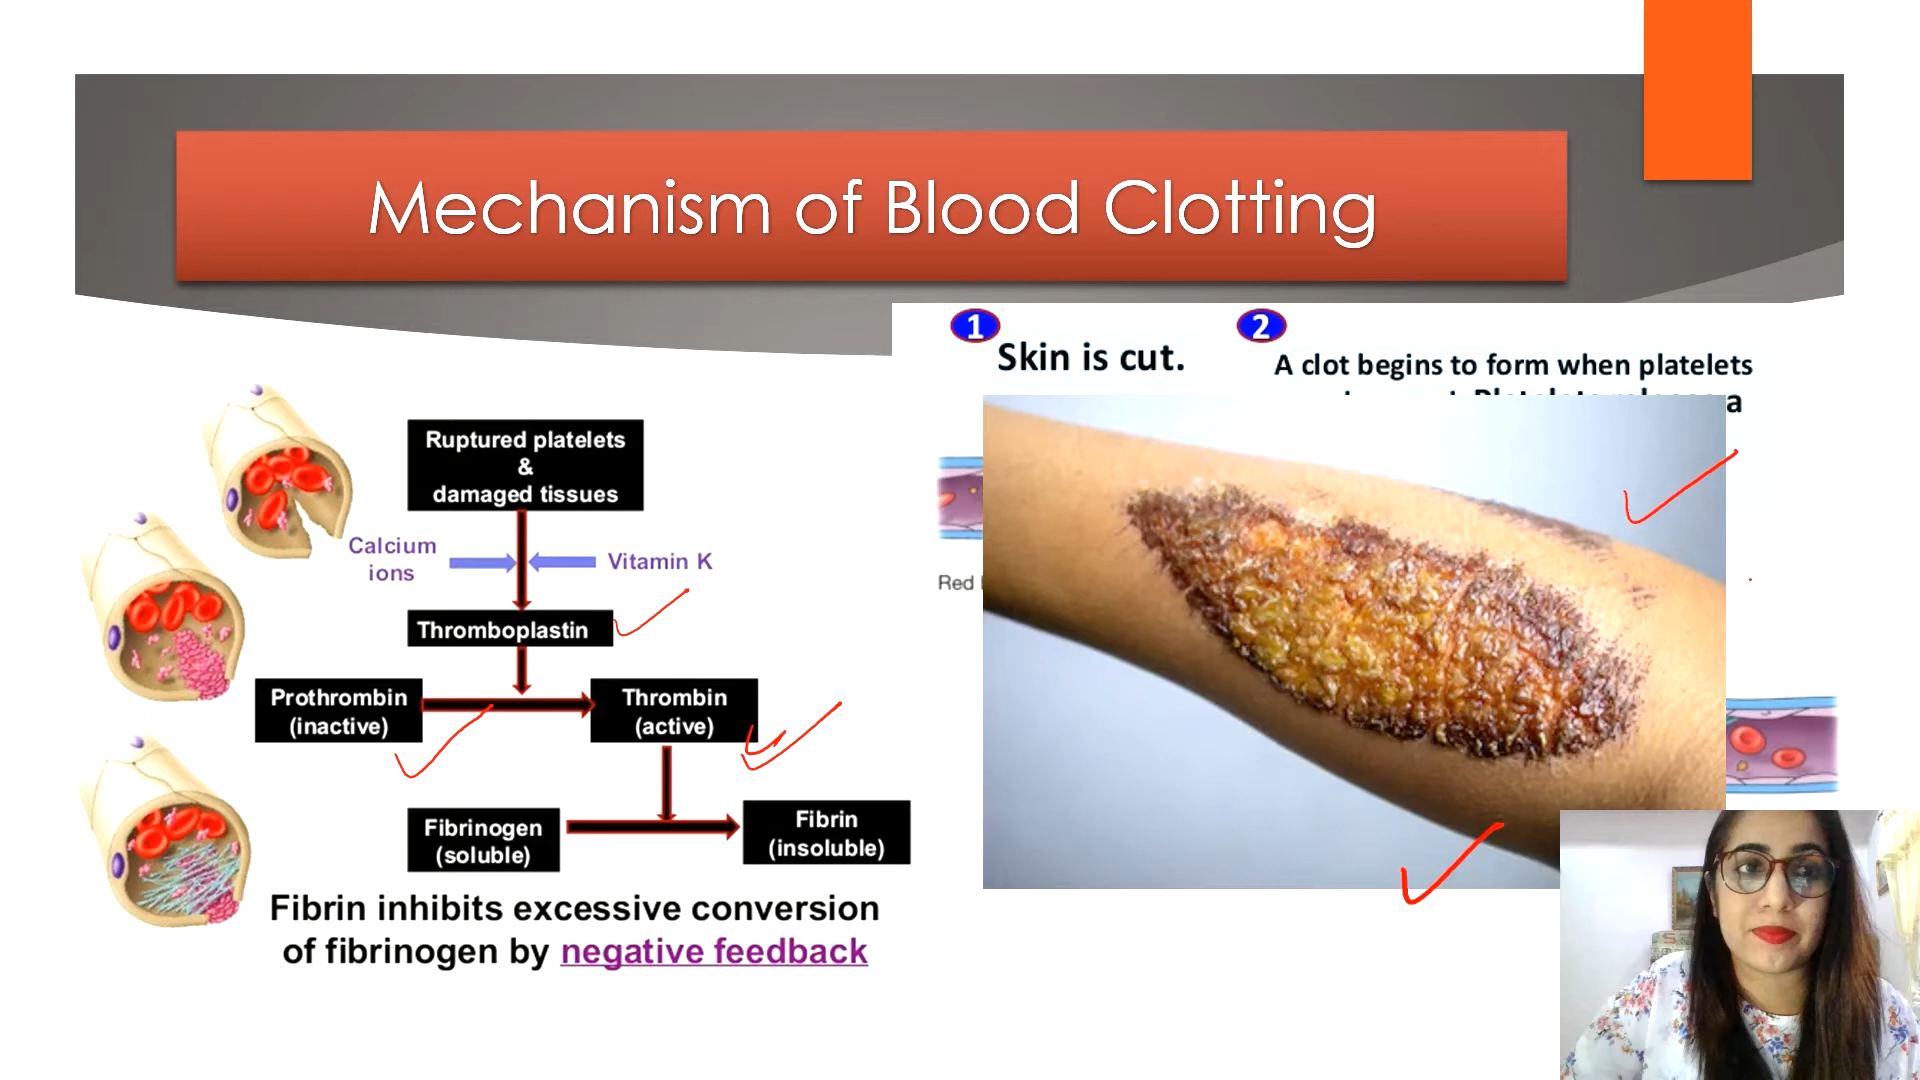 Mechanism of Blood Clotting
1
Skin is cut.
2
A clot begins to form when platelets
a
Ruptured platelets
&
damaged tissues
Calcium
ions
Vitamin K
Thromboplastin
Prothrombin
(inactive)
Thrombin
(active)
Fibrinogen
(soluble)
Fibrin
(insoluble)
Fibrin inhibits excessive conversion
of fibrinogen by negative feedback
Red